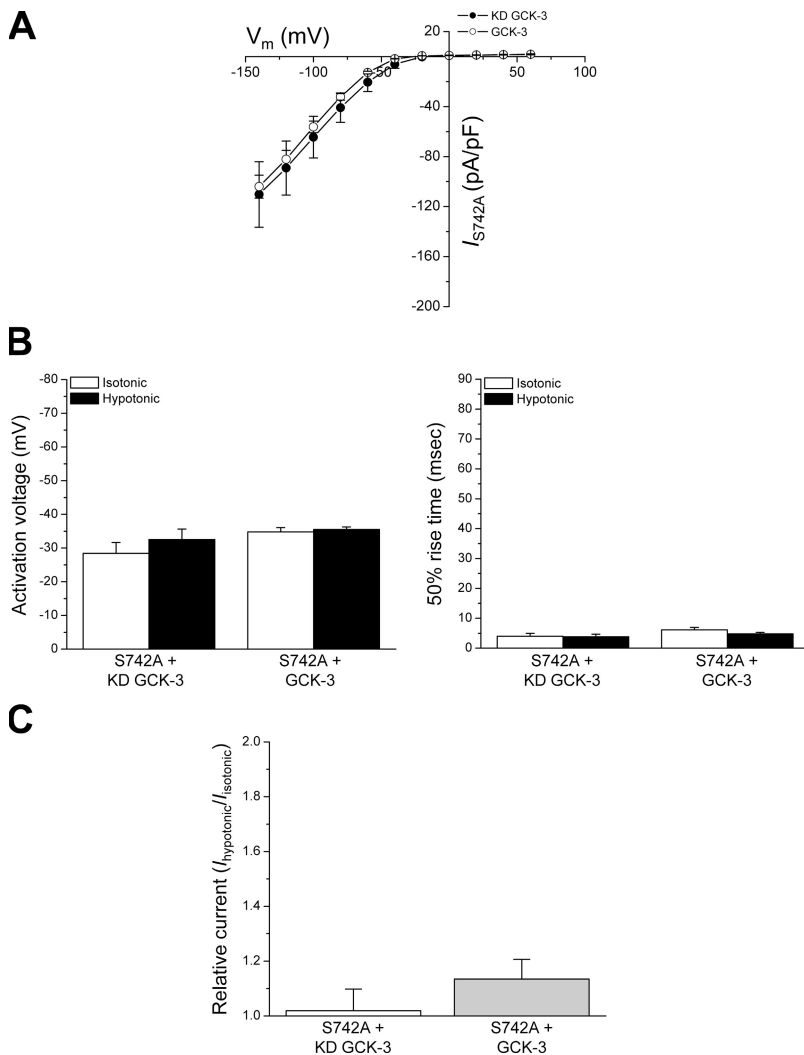 A
KD GCK-3
GCK-3
Vm (mV)
20
-150 -100 -50 50 100
-40
-80
-120
-160
-200
IS742A (pA/pF)
B
Isotonic
Hypotonic
-80
-70
-60
-50
-40
-30
-20
-10
0
Activation voltage (mV)
S742A + S742A +
KD GCK-3 GCK-3
Isotonic
Hypotonic
90
80
70
60
50
40
30
20
10
0
50% rise time (msec)
S742A + S742A +
KD GCK-3 GCK-3
C
2.0
1.8
1.6
1.4
1.2
1.0
Relative current (Ihypotonic/Iisotonic)
S742A + S742A +
KD GCK-3 GCK-3